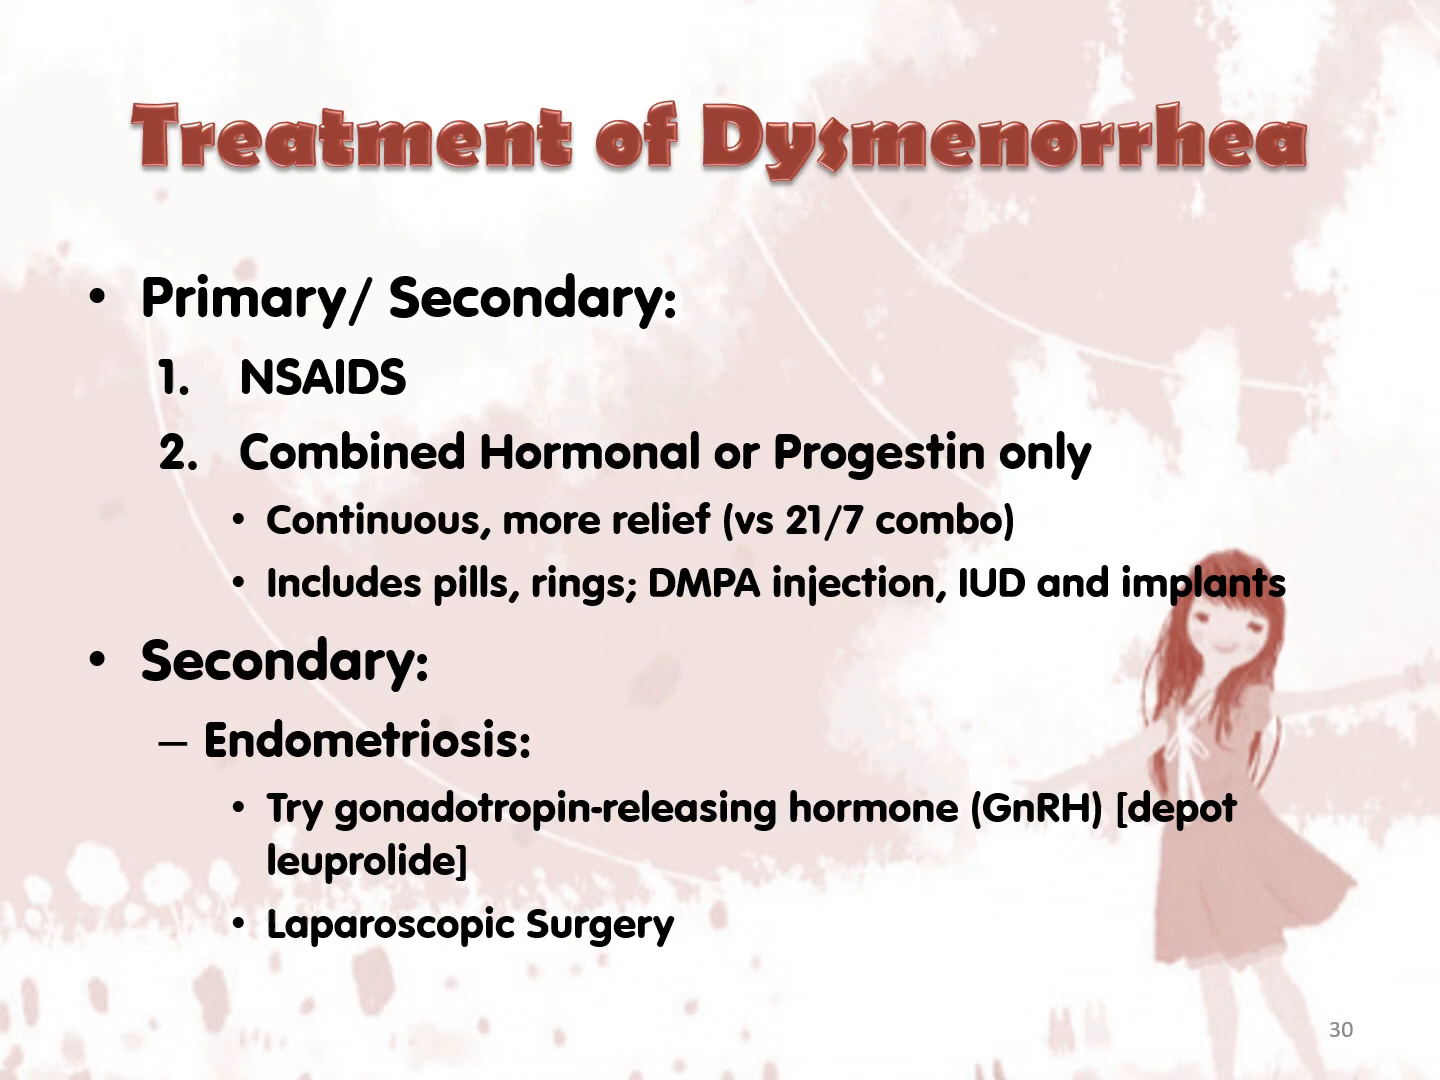 Treatment of Dysmenorrhea
• Primary/ Secondary:
1. NSAIDS
2. Combined Hormonal or Progestin only
• Continuous, more relief (vs 21/7 combo)
• Includes pills, rings; DMPA injection, IUD and implants
• Secondary:
– Endometriosis:
• Try gonadotropin-releasing hormone (GnRH) [depot
leuprolide]
• Laparoscopic Surgery
30